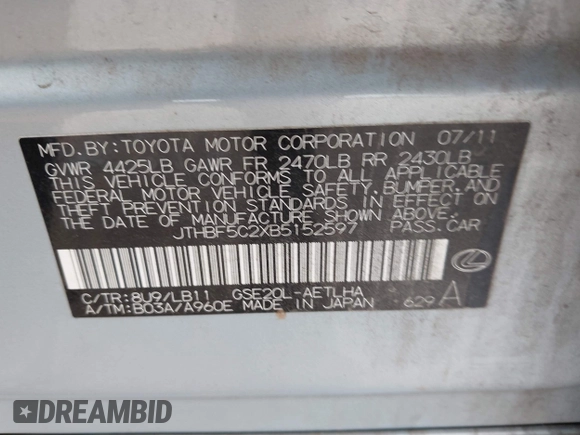 MFD.BY:TOYOTA MOTOR CORPORATION 07/11
GVWR 4425LB GAWR FR 2470LB RR 2430LB
THIS VEHICLE CONFORMS TO ALL APPLICABLE
FEDERAL MOTOR VEHICLE SAFETY,BUMPER,AND
THEFT PREVENTION STANDARDS IN EFFECT ON
THE DATE OF MANUFACTURE SHOWN ABOVE.
JTHBF5C2XB5152597 PASS.CAR
C/TR:8U9/LB11 GSE20L-AETLHA
A/TM:B03A/A960E MADE IN JAPAN 629 A
DREAMBID